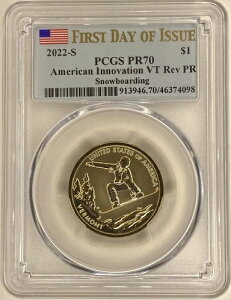 FIRST DAY OF ISSUE
2022-S $1
PCGS PR70
American Innovation VT Rev PR
Snowboarding
913946.70/46374098
UNITED STATES OF AMERICA
VERMONT